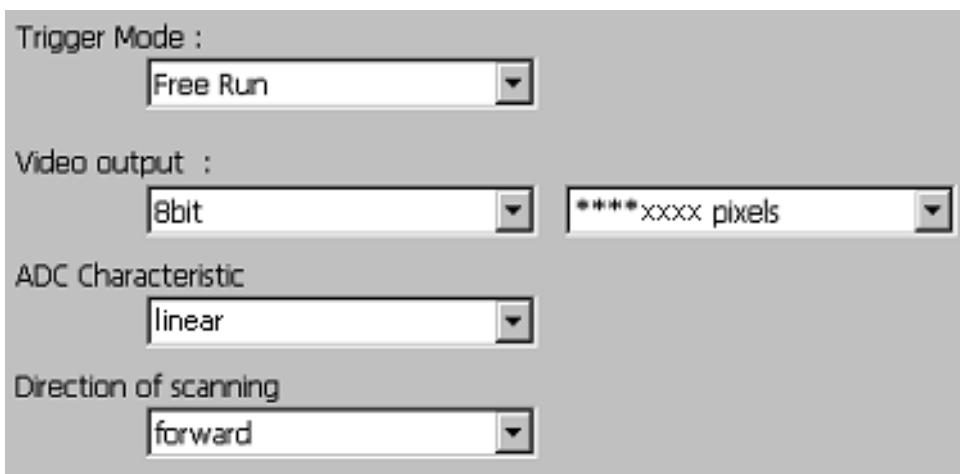 Trigger Mode :
Free Run
Video output :
8bit ****xxxx pixels
ADC Characteristic
linear
Direction of scanning
forward